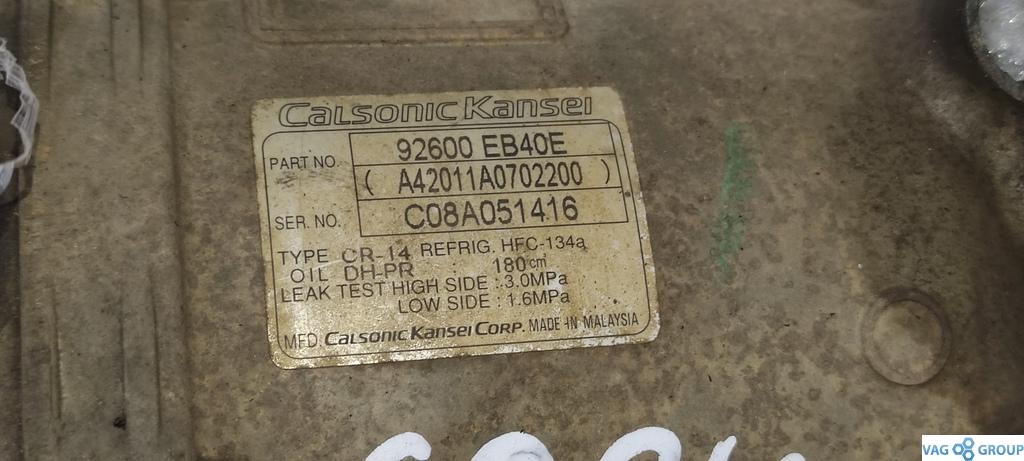 CALSONIC KANSEI
PART NO. 92600 EB40E
( A42011A0702200 )
SER. NO. C08A051416
TYPE CR-14 REFRIG. HFC-134a
OIL DH-PR 180 cm³
LEAK TEST HIGH SIDE : 3.0MPa
LOW SIDE : 1.6MPa
MFD. CALSONIC KANSEI CORP. MADE IN MALAYSIA
VAG GROUP